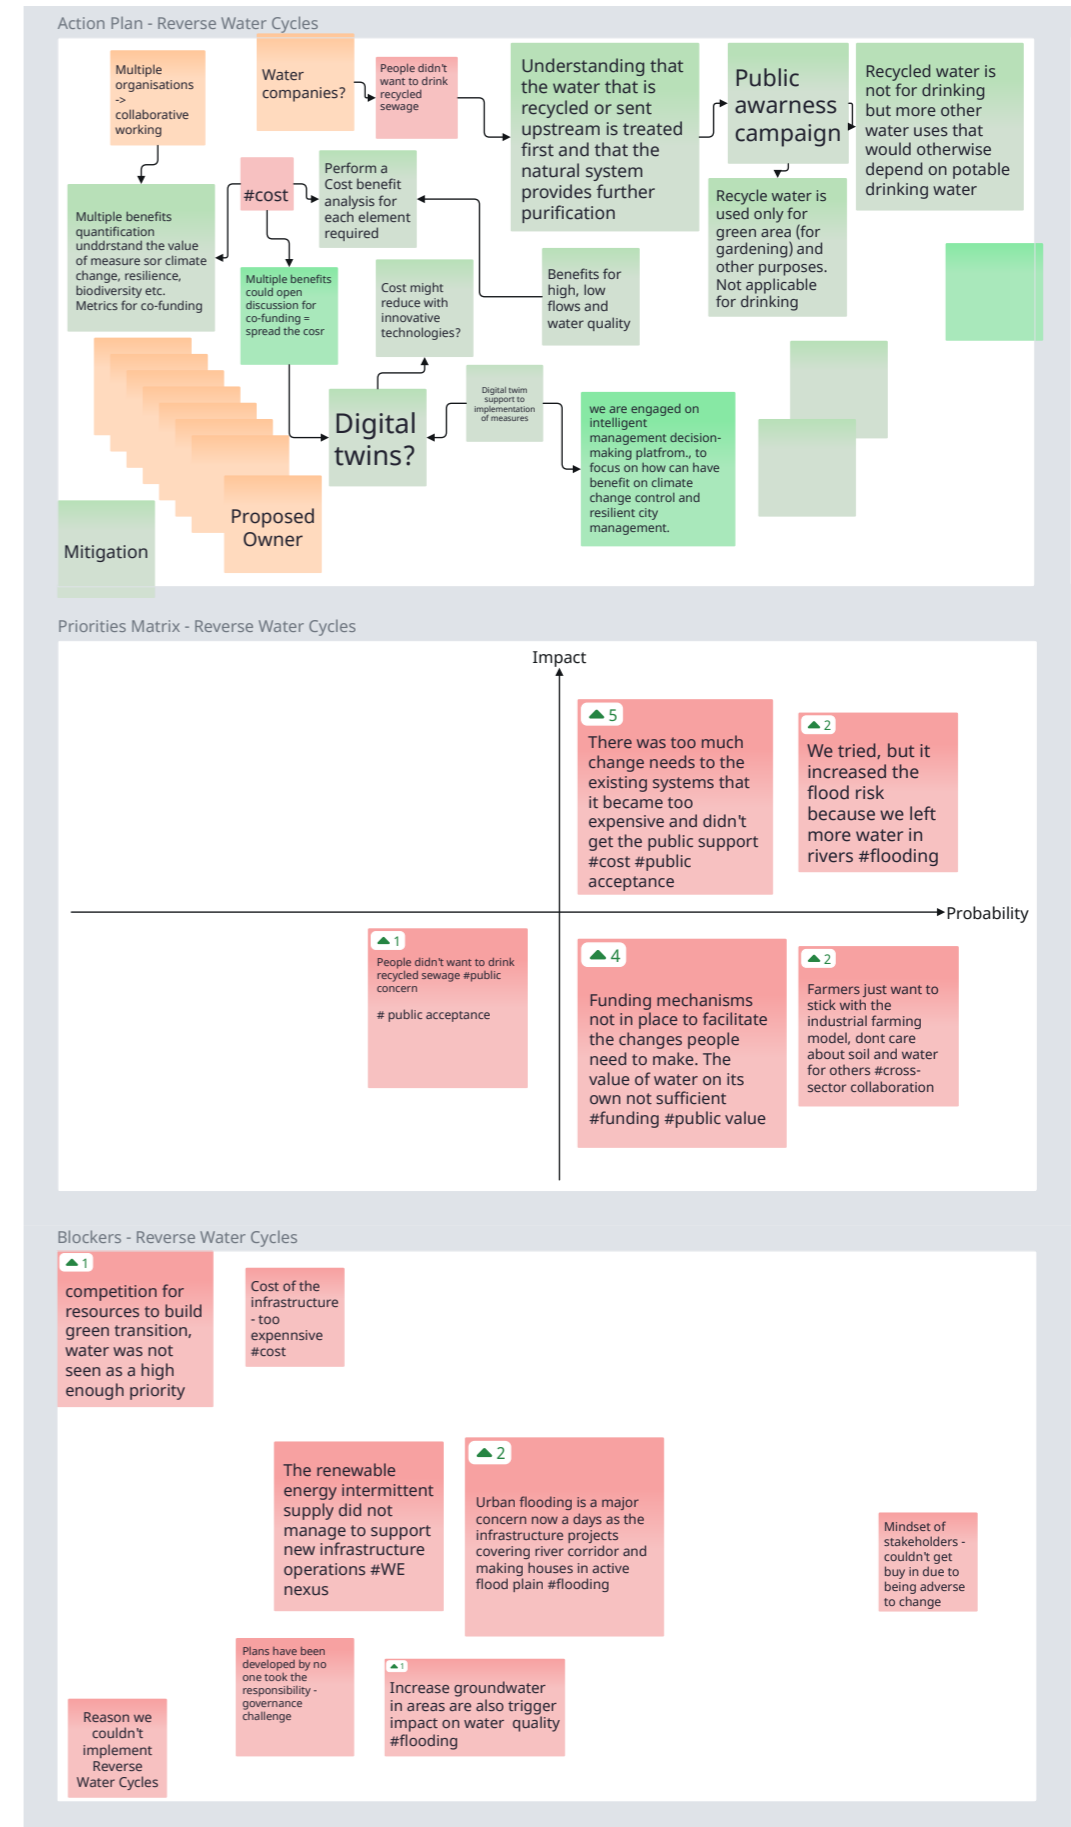 Action Plan - Reverse Water Cycles
Multiple
organisations
->
collaborative
working
Water
companies?
People didn't
want to drink
recycled
sewage
Understanding that
the water that is
recycled or sent
upstream is treated
first and that the
natural system
provides further
purification
Public
awarness
campaign
Recycled water is
not for drinking
but more other
water uses that
would otherwise
depend on potable
drinking water
#cost
Perform a
Cost benefit
analysis for
each element
required
Multiple benefits
quantification
unddrstand the value
of measure sor climate
change, resilience,
biodiversity etc.
Metrics for co-funding
Recycle water is
used only for
green area (for
gardening) and
other purposes.
Not applicable
for drinking
Multiple benefits
could open
discussion for
co-funding =
spread the cosr
Cost might
reduce with
innovative
technologies?
Benefits for
high, low
flows and
water quality
Digital
twins?
Digital twim
support to
implementation
of measures
we are engaged on
intelligent
management decision-
making platfrom., to
focus on how can have
benefit on climate
change control and
resilient city
management.
Proposed
Owner
Mitigation
Priorities Matrix - Reverse Water Cycles
Impact
5
There was too much
change needs to the
existing systems that
it became too
expensive and didn't
get the public support
#cost #public
acceptance
2
We tried, but it
increased the
flood risk
because we left
more water in
rivers #flooding
Probability
1
People didn't want to drink
recycled sewage #public
concern
# public acceptance
4
Funding mechanisms
not in place to facilitate
the changes people
need to make. The
value of water on its
own not sufficient
#funding #public value
2
Farmers just want to
stick with the
industrial farming
model, dont care
about soil and water
for others #cross-
sector collaboration
Blockers - Reverse Water Cycles
1
competition for
resources to build
green transition,
water was not
seen as a high
enough priority
Cost of the
infrastructure
- too
expennsive
#cost
The renewable
energy intermittent
supply did not
manage to support
new infrastructure
operations #WE
nexus
2
Urban flooding is a major
concern now a days as the
infrastructure projects
covering river corridor and
making houses in active
flood plain #flooding
Mindset of
stakeholders -
couldn't get
buy in due to
being adverse
to change
Plans have been
developed by no
one took the
responsibility -
governance
challenge
1
Increase groundwater
in areas are also trigger
impact on water quality
#flooding
Reason we
couldn't
implement
Reverse
Water Cycles